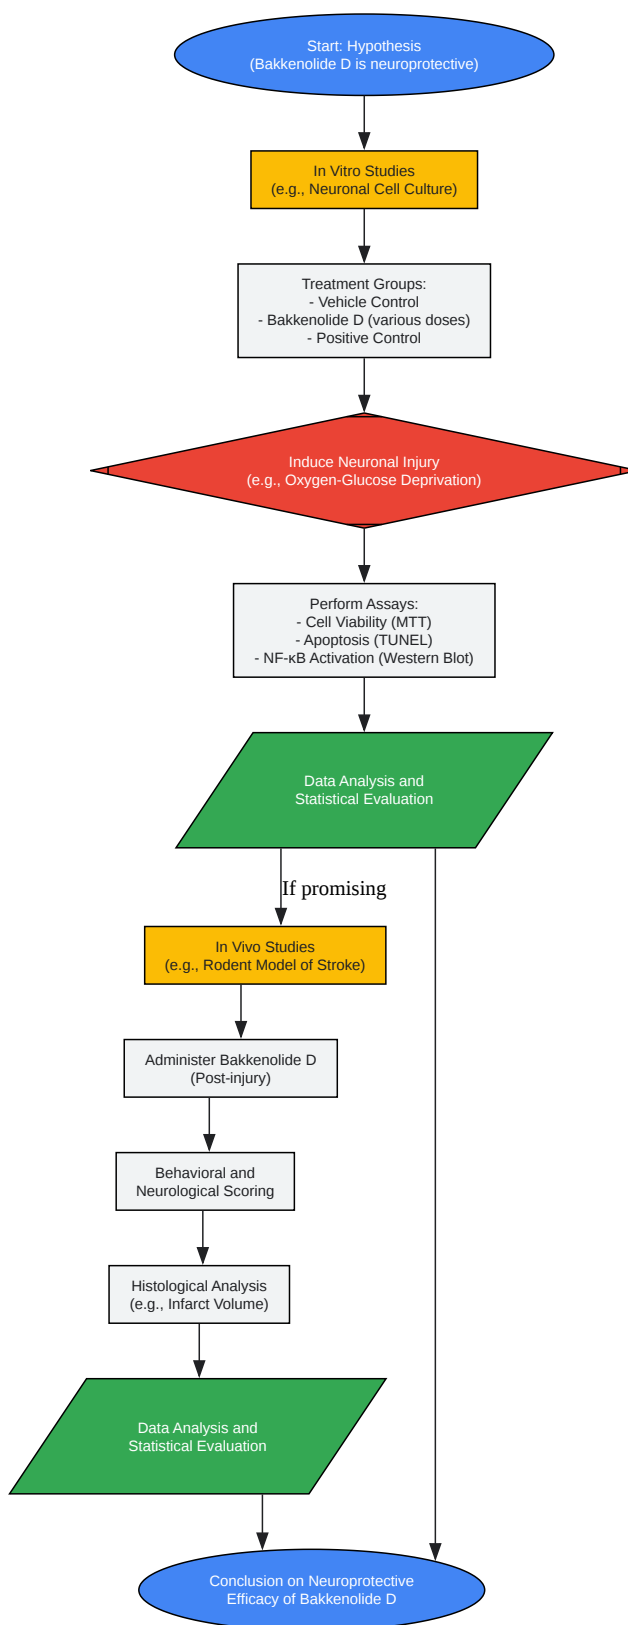 Start: Hypothesis
(Bakkenolide D is neuroprotective)
In Vitro Studies
(e.g., Neuronal Cell Culture)
Treatment Groups:
- Vehicle Control
- Bakkenolide D (various doses)
- Positive Control
Induce Neuronal Injury
(e.g., Oxygen-Glucose Deprivation)
Perform Assays:
- Cell Viability (MTT)
- Apoptosis (TUNEL)
- NF-κB Activation (Western Blot)
Data Analysis and
Statistical Evaluation
If promising
In Vivo Studies
(e.g., Rodent Model of Stroke)
Administer Bakkenolide D
(Post-injury)
Behavioral and
Neurological Scoring
Histological Analysis
(e.g., Infarct Volume)
Data Analysis and
Statistical Evaluation
Conclusion on Neuroprotective
Efficacy of Bakkenolide D